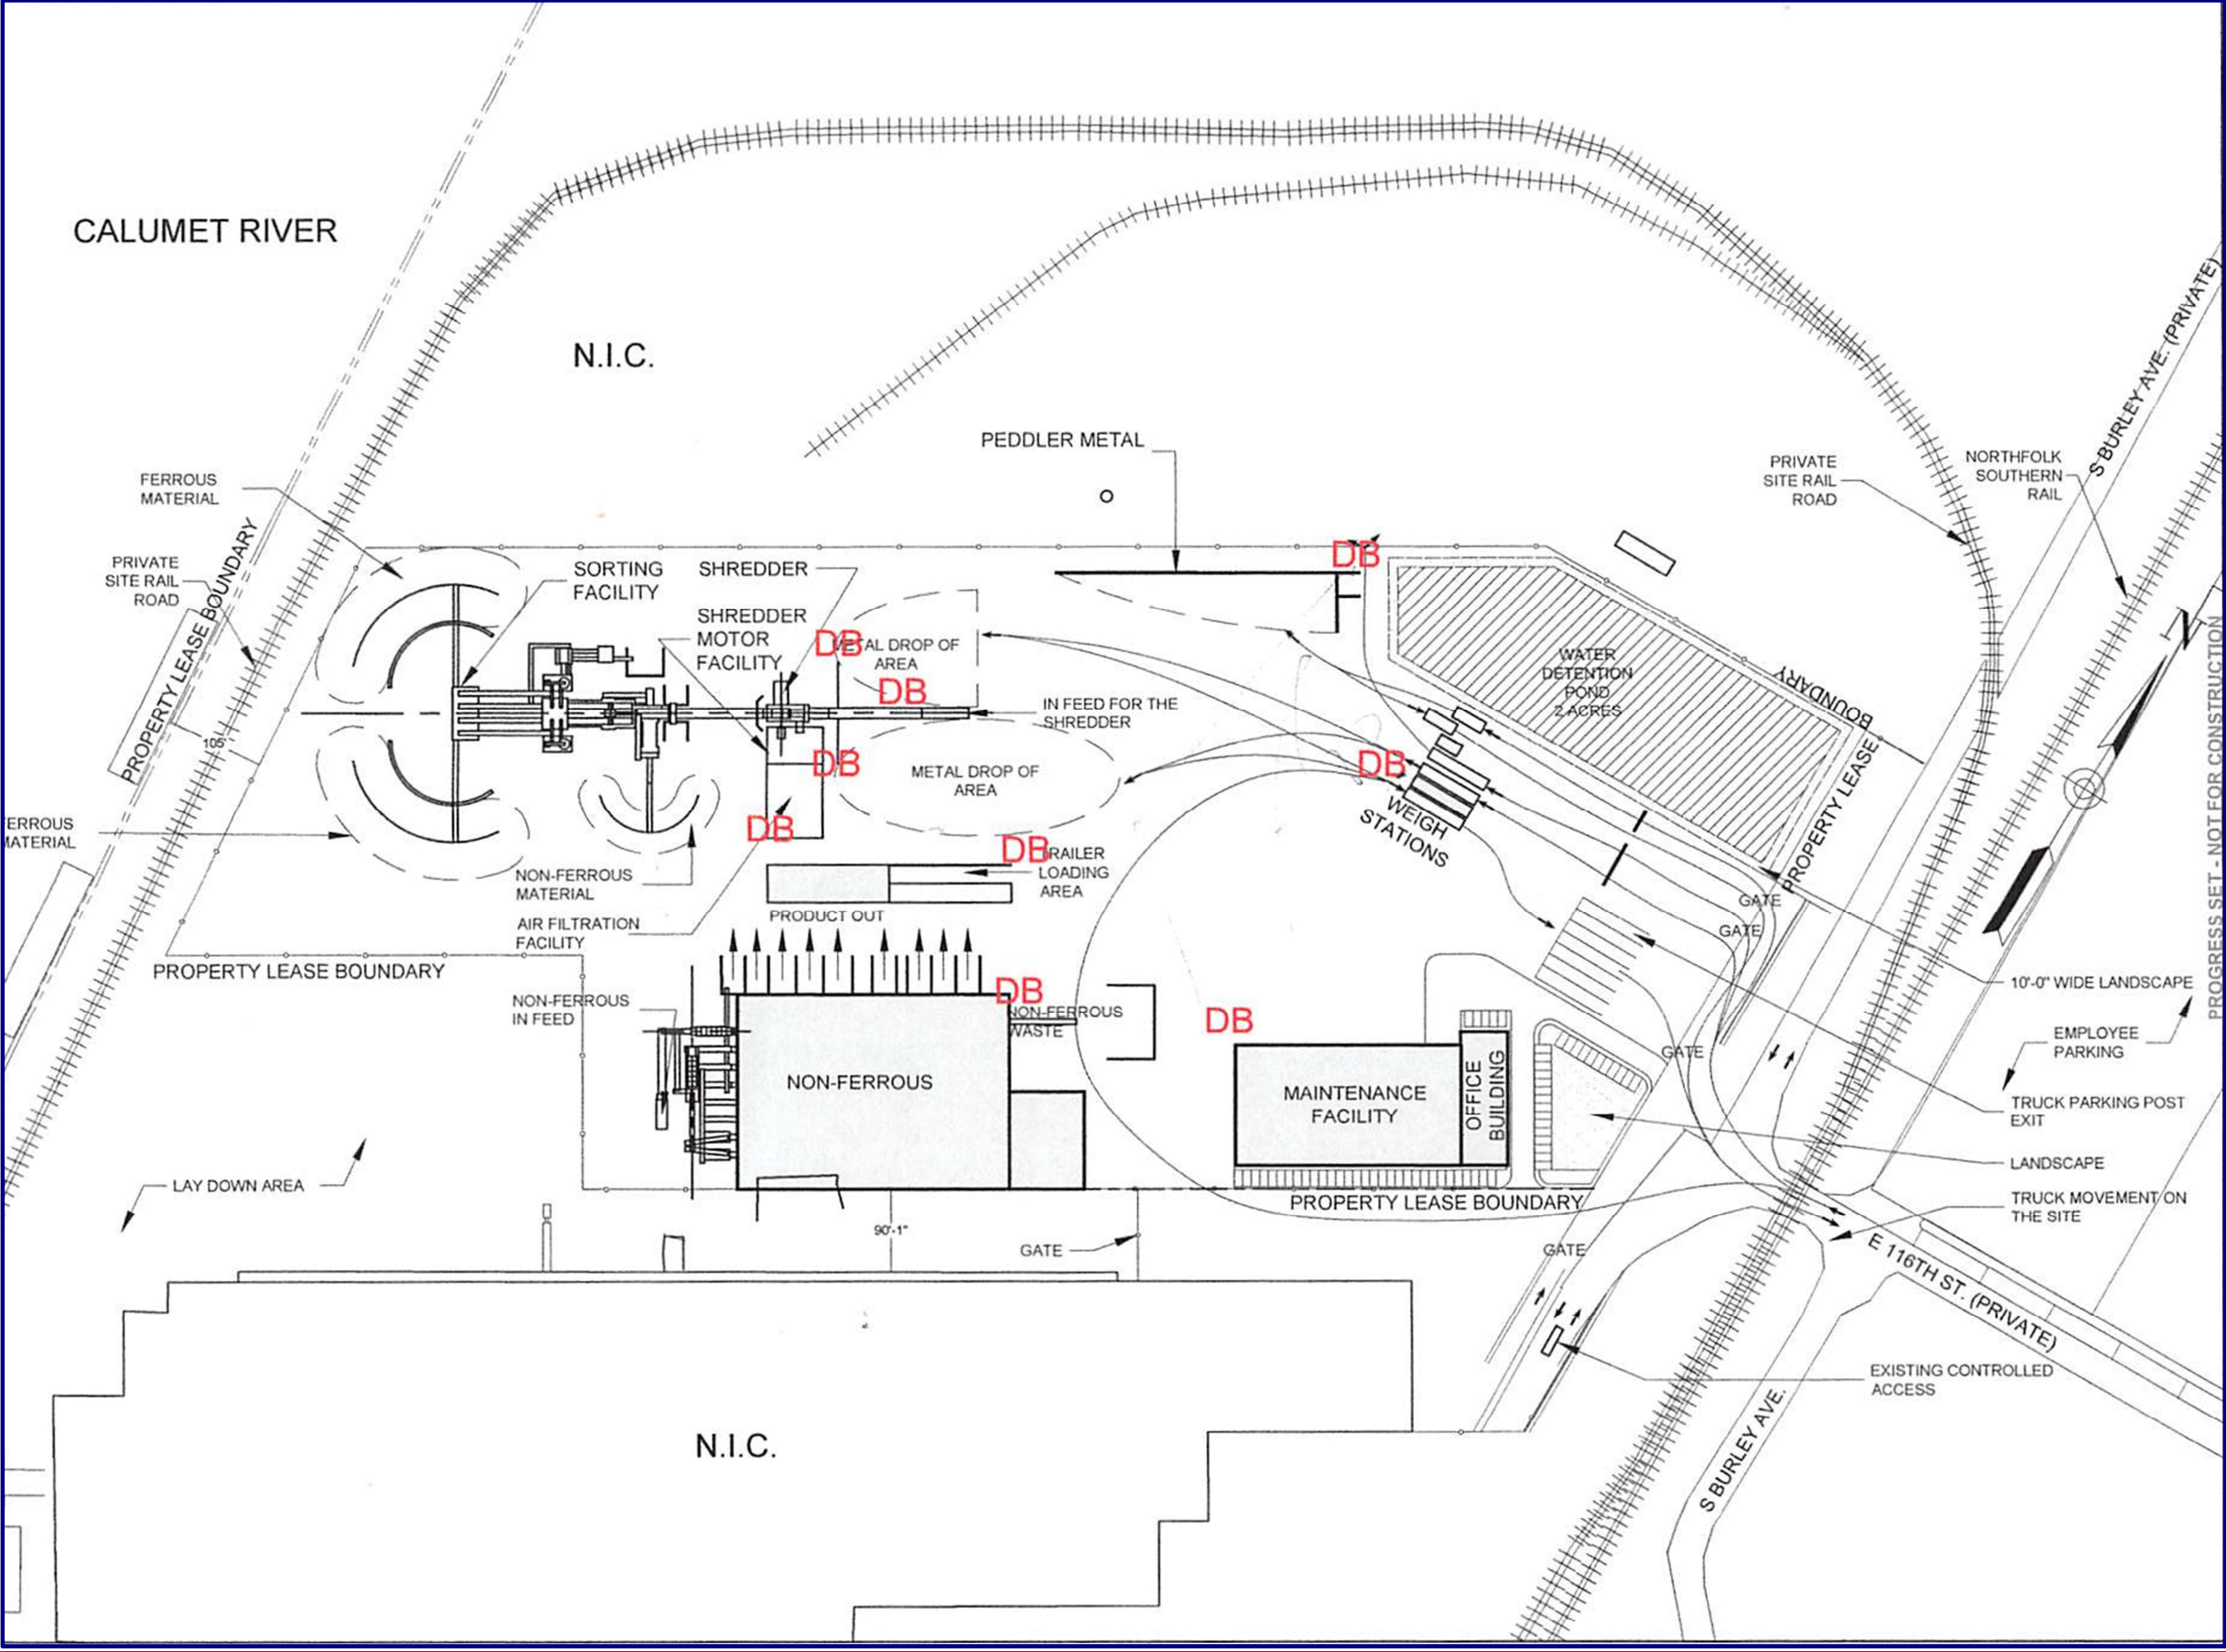 CALUMET RIVER
N.I.C.
S BURLEY AVE. (PRIVATE)
PEDDLER METAL
NORTHFOLK
SOUTHERN
RAIL
PRIVATE
SITE RAIL
ROAD
FERROUS
MATERIAL
PRIVATE
SITE RAIL
ROAD
PROPERTY LEASE BOUNDARY
105'
SORTING
FACILITY
SHREDDER
SHREDDER
MOTOR
FACILITY
DB
DB
METAL DROP OF
AREA
DB
IN FEED FOR THE
SHREDDER
WATER
DETENTION
POND
2 ACRES
BOUNDARY
PROPERTY LEASE
N
PROGRESS SET - NOT FOR CONSTRUCTION
DB
METAL DROP OF
AREA
DB
WEIGH
STATIONS
ERROUS
MATERIAL
DB
DB
RAILER
LOADING
AREA
NON-FERROUS
MATERIAL
PRODUCT OUT
AIR FILTRATION
FACILITY
GATE
GATE
PROPERTY LEASE BOUNDARY
10'-0" WIDE LANDSCAPE
NON-FERROUS
IN FEED
DB
NON-FERROUS
WASTE
DB
EMPLOYEE
PARKING
GATE
NON-FERROUS
MAINTENANCE
FACILITY
OFFICE
BUILDING
TRUCK PARKING POST
EXIT
LANDSCAPE
LAY DOWN AREA
PROPERTY LEASE BOUNDARY
TRUCK MOVEMENT ON
THE SITE
90'-1"
GATE
GATE
E 116TH ST. (PRIVATE)
EXISTING CONTROLLED
ACCESS
S BURLEY AVE.
N.I.C.